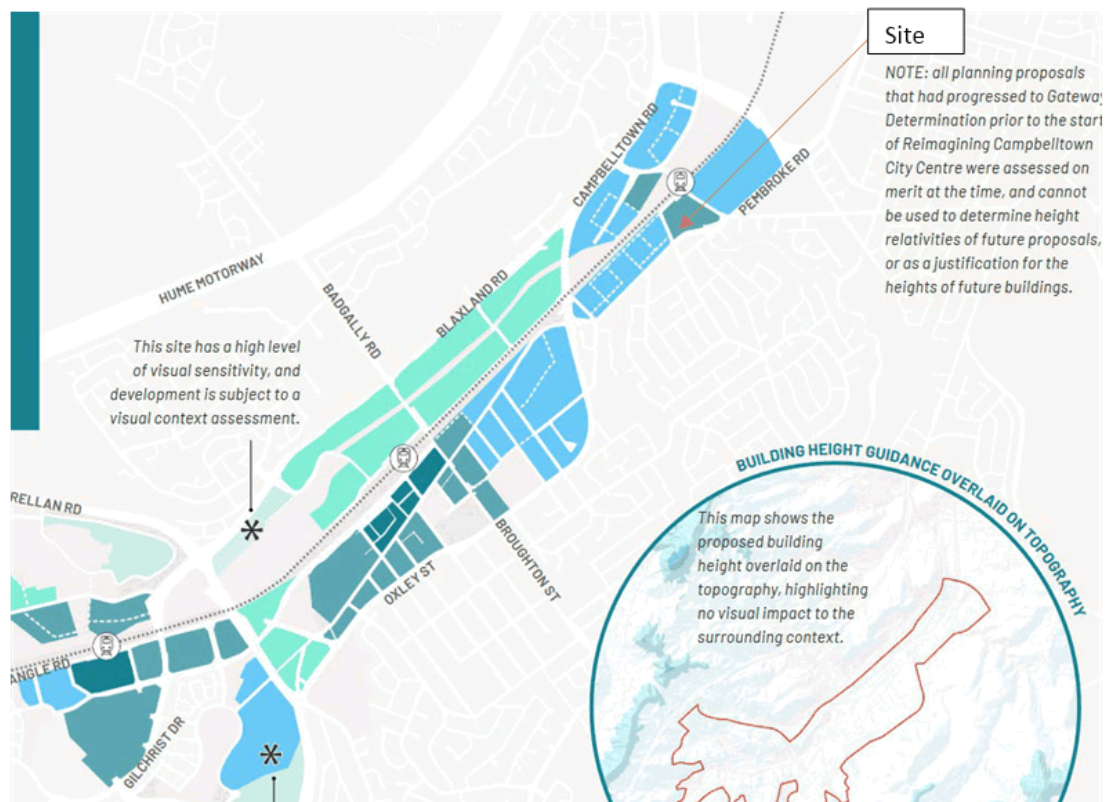 Site
NOTE: all planning proposals
that had progressed to Gateway
Determination prior to the start
of Reimagining Campbelltown
City Centre were assessed on
merit at the time, and cannot
be used to determine height
relativities of future proposals,
or as a justification for the
heights of future buildings.
CAMPBELLTOWN RD
PEMBROKE RD
HUME MOTORWAY
BLAXLAND RD
BADGALLY RD
This site has a high level
of visual sensitivity, and
development is subject to a
visual context assessment.
RELLAN RD
BROUGHTON ST
OXLEY ST
ANGLE RD
GILCHRIST DR
BUILDING HEIGHT GUIDANCE OVERLAID ON TOPOGRAPHY
This map shows the
proposed building
height overlaid on the
topography, highlighting
no visual impact to the
surrounding context.